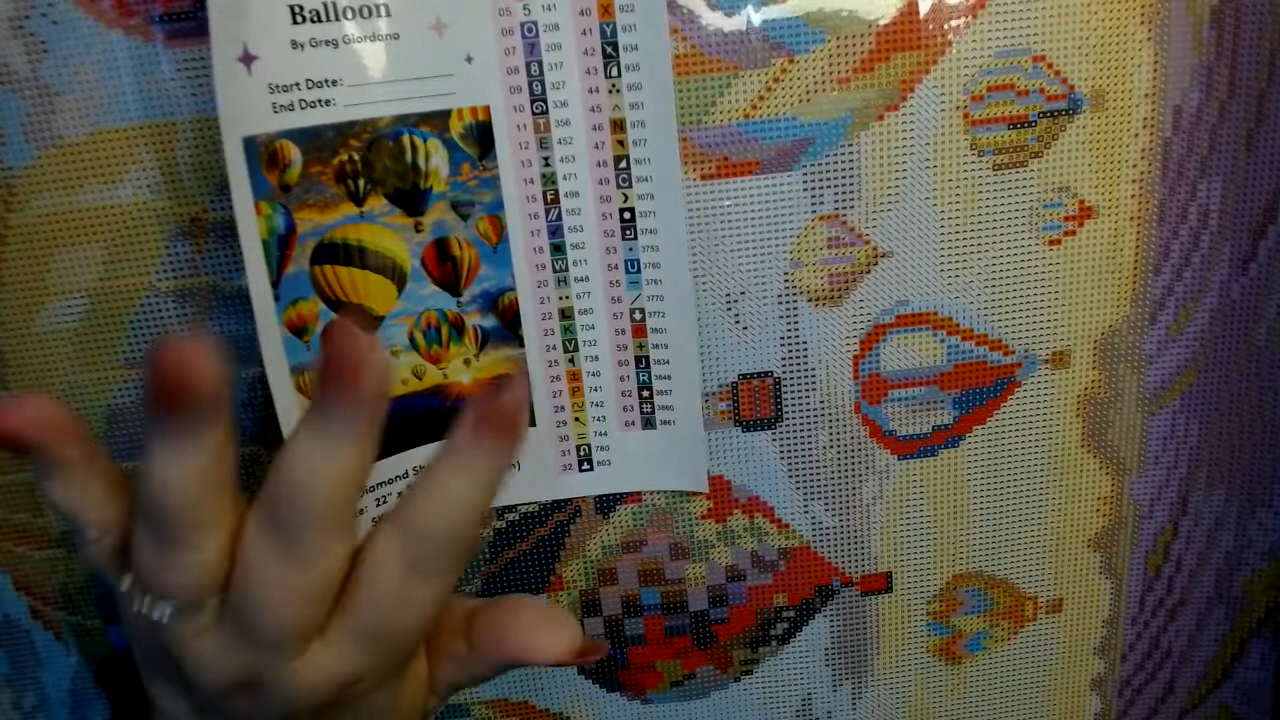 Balloon
By Greg Giordano
Start Date:
End Date:
05 5 141
06 O 208
07 7 209
08 8 317
09 9 327
10 336
11 T 356
12 E 452
13 453
14 471
15 F 498
16 // 552
17 553
18 562
19 W 611
20 H 648
21 677
22 L 680
23 K 704
24 V 732
25 738
26 ± 740
27 P 741
28 742
29 743
30 = 744
31 780
32 803
40 X 922
41 Y 931
42 934
43 935
44 950
45 ^ 951
46 N 976
47 977
48 3011
49 C 3041
50 3078
51 3371
52 3740
53 3753
54 U 3760
55 - 3761
56 / 3770
57 3772
58 3801
59 + 3819
60 J 3834
61 R 3848
62 ★ 3857
63 # 3860
64 A 3861
22" x